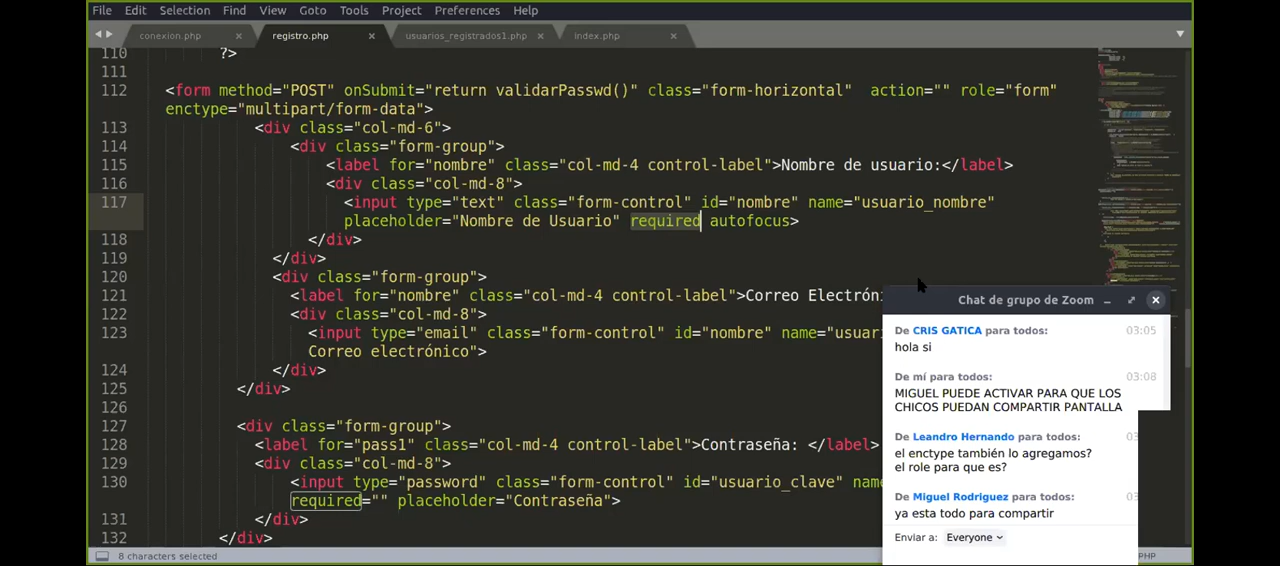 File Edit Selection Find View Goto Tools Project Preferences Help
conexion.php × registro.php × usuarios_registrados1.php × index.php ×
110 ?>
111
112 <form method="POST" onSubmit="return validarPasswd()" class="form-horizontal" action="" role="form"
enctype="multipart/form-data">
113 <div class="col-md-6">
114 <div class="form-group">
115 <label for="nombre" class="col-md-4 control-label">Nombre de usuario:</label>
116 <div class="col-md-8">
117 <input type="text" class="form-control" id="nombre" name="usuario_nombre"
placeholder="Nombre de Usuario" required autofocus>
118 </div>
119 </div>
120 <div class="form-group">
121 <label for="nombre" class="col-md-4 control-label">Correo Electróni
122 <div class="col-md-8">
123 <input type="email" class="form-control" id="nombre" name="usuar
Correo electrónico">
124 </div>
125 </div>
126
127 <div class="form-group">
128 <label for="pass1" class="col-md-4 control-label">Contraseña: </label>
129 <div class="col-md-8">
130 <input type="password" class="form-control" id="usuario_clave" name
required="" placeholder="Contraseña">
131 </div>
132 </div>
8 characters selected
PHP
Chat de grupo de Zoom
De CRIS GATICA para todos: 03:05
hola si
De mí para todos: 03:08
MIGUEL PUEDE ACTIVAR PARA QUE LOS
CHICOS PUEDAN COMPARTIR PANTALLA
De Leandro Hernando para todos: 03
el enctype también lo agregamos?
el role para que es?
De Miguel Rodriguez para todos: 03
ya esta todo para compartir
Enviar a: Everyone